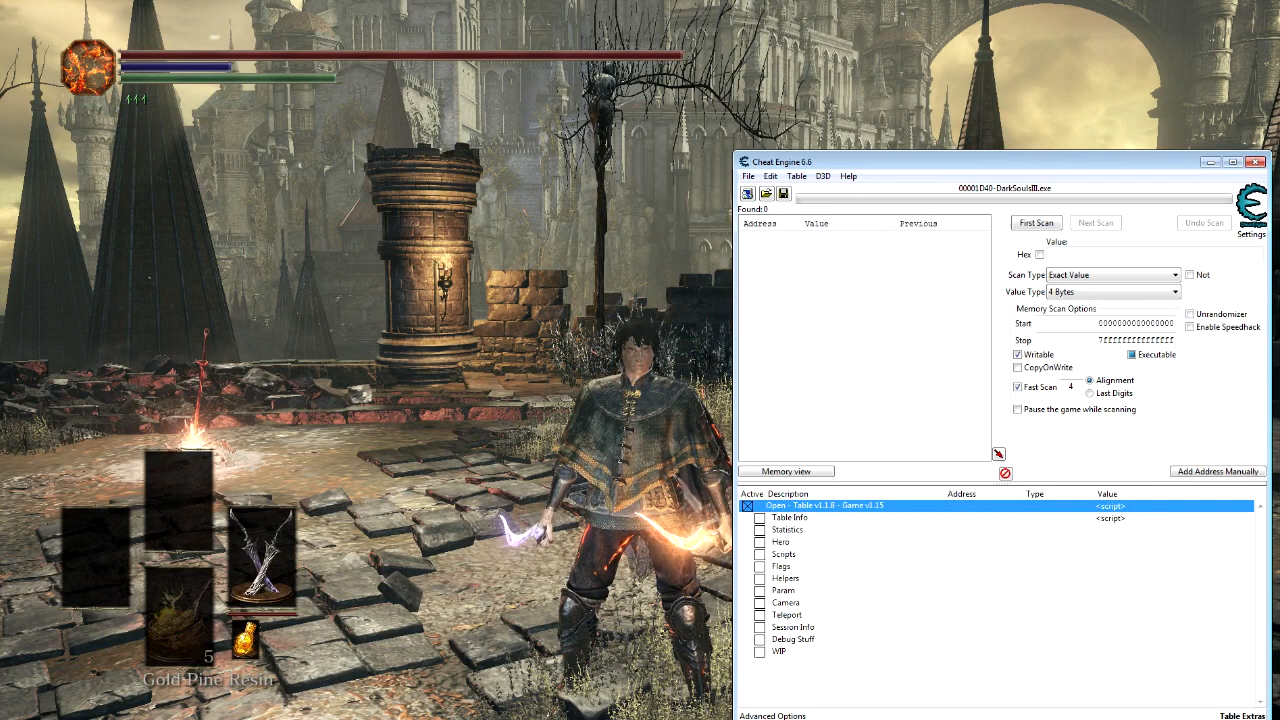 Cheat Engine 6.6
File Edit Table D3D Help
00001D40-DarkSoulsIII.exe
Found: 0
Address Value Previous
First Scan Next Scan Undo Scan
Settings
Value:
Hex
Scan Type Exact Value Not
Value Type 4 Bytes
Memory Scan Options
Unrandomizer
Start 0000000000000000
Enable Speedhack
Stop
Writable Executable
CopyOnWrite
Fast Scan 4 Alignment
Last Digits
Pause the game while scanning
Memory view Add Address Manually
Active Description Address Type Value
Open - Table v1.1.8 - Game v1.15 <script>
Table Info <script>
Statistics
Hero
Scripts
Flags
Helpers
Param
Camera
Teleport
Session Info
Debug Stuff
WIP
Advanced Options Table Extras
5
Gold Pine Resin